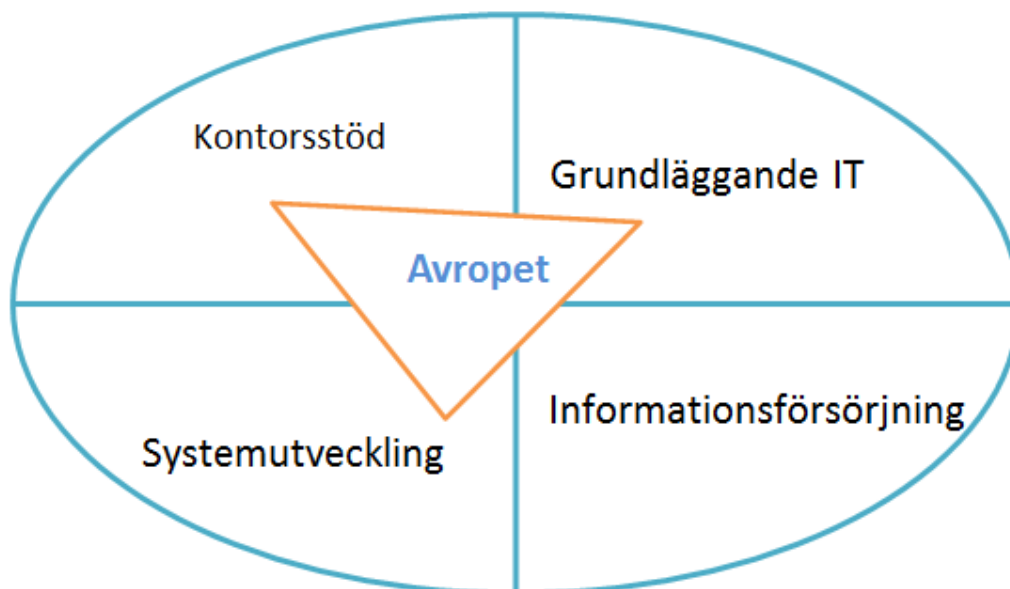 Kontorsstöd
Grundläggande IT
Avropet
Informationsförsörjning
Systemutveckling